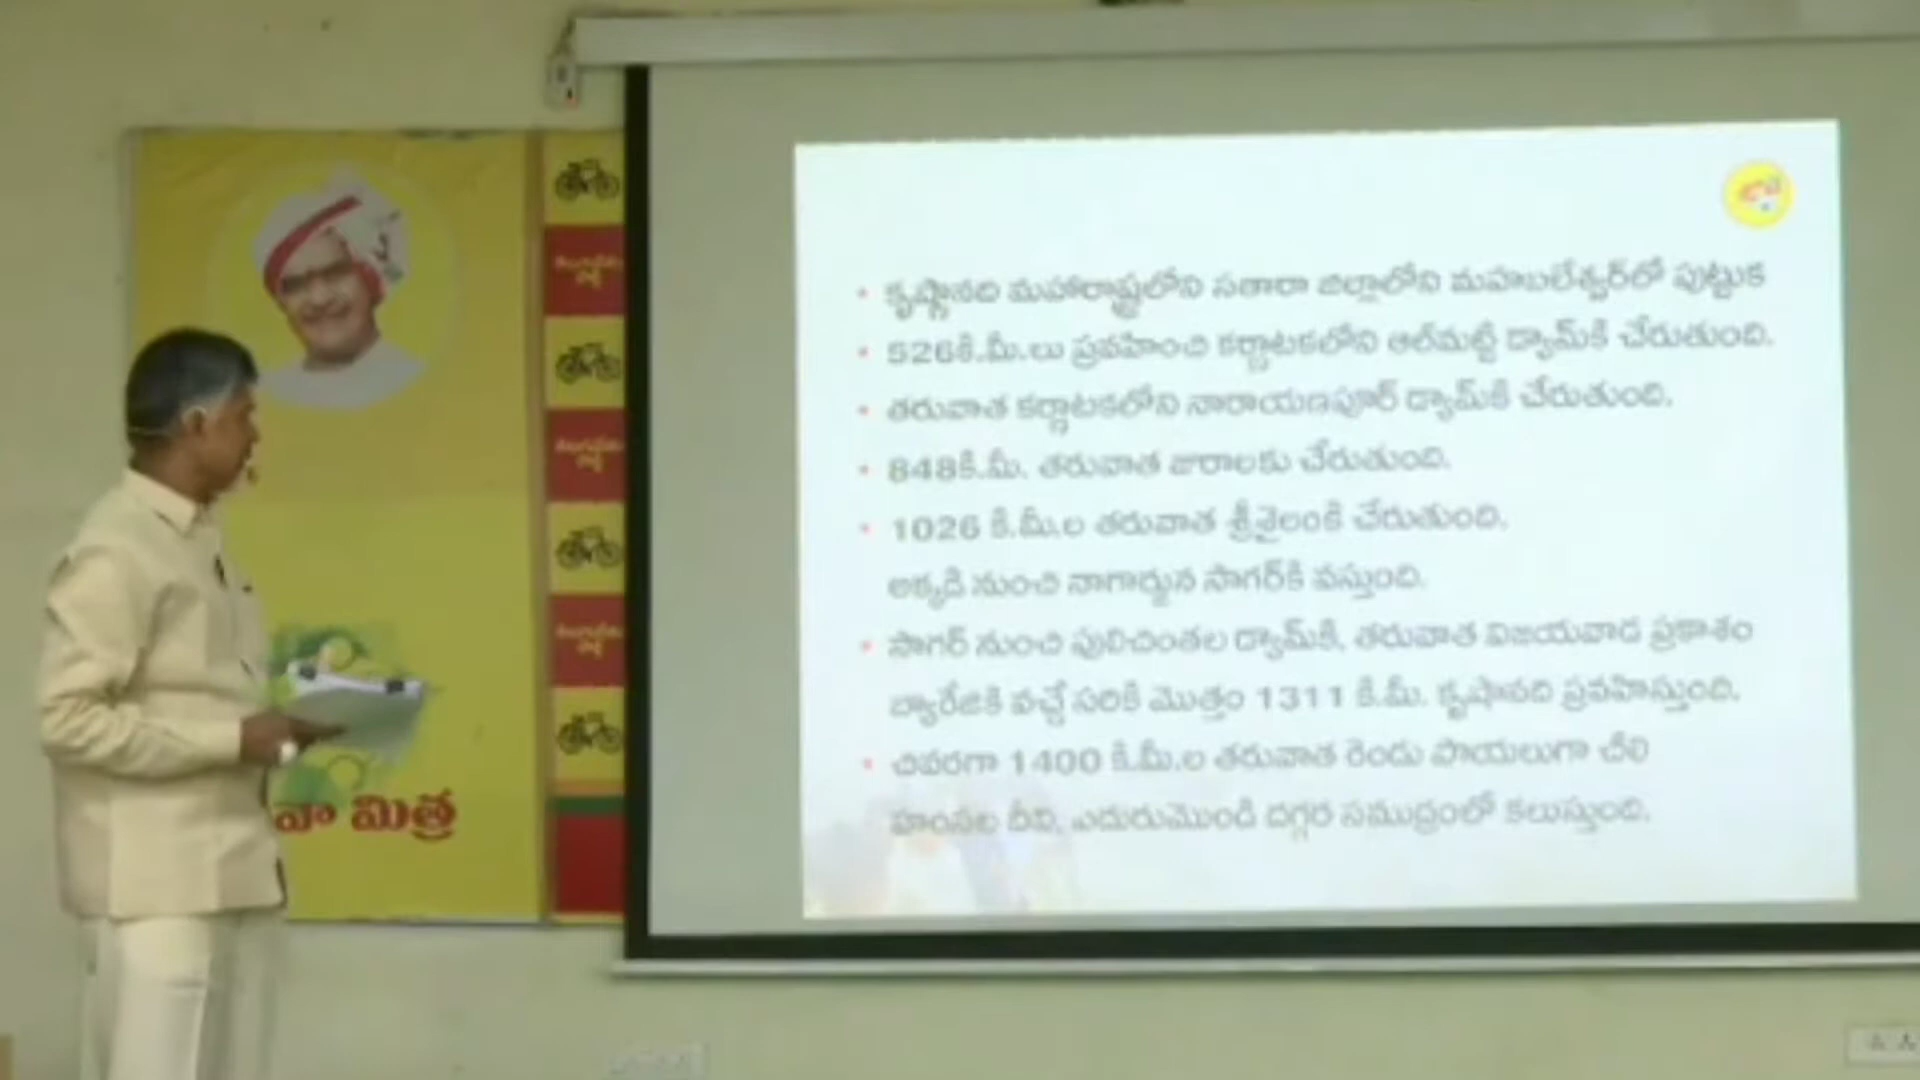 కృష్ణానది మహారాష్ట్రలోని సతారా జిల్లాలోని మహబలేశ్వర్‌లో పుట్టుక
526కి.మీ.లు ప్రవహించి కర్ణాటకలోని ఆల్‌మట్టి డ్యామ్‌కి చేరుతుంది.
తరువాత కర్ణాటకలోని నారాయణపూర్ డ్యామ్‌కి చేరుతుంది.
848కి.మీ. తరువాత జురాలకు చేరుతుంది.
1026 కి.మీ.ల తరువాత శ్రీశైలంకి చేరుతుంది.
అక్కడి నుంచి నాగార్జున సాగర్‌కి వస్తుంది.
సాగర్ నుంచి పులిచింతల డ్యామ్‌కి, తరువాత విజయవాడ ప్రకాశం
బ్యారేజికి వచ్చే సరికి మొత్తం 1311 కి.మీ. కృష్ణానది ప్రవహిస్తుంది.
చివరగా 1400 కి.మీ.ల తరువాత రెండు పాయలుగా చీలి
హంసల దీవి, ఎదురుమొండి దగ్గర సముద్రంలో కలుస్తుంది.
వా మిత్ర